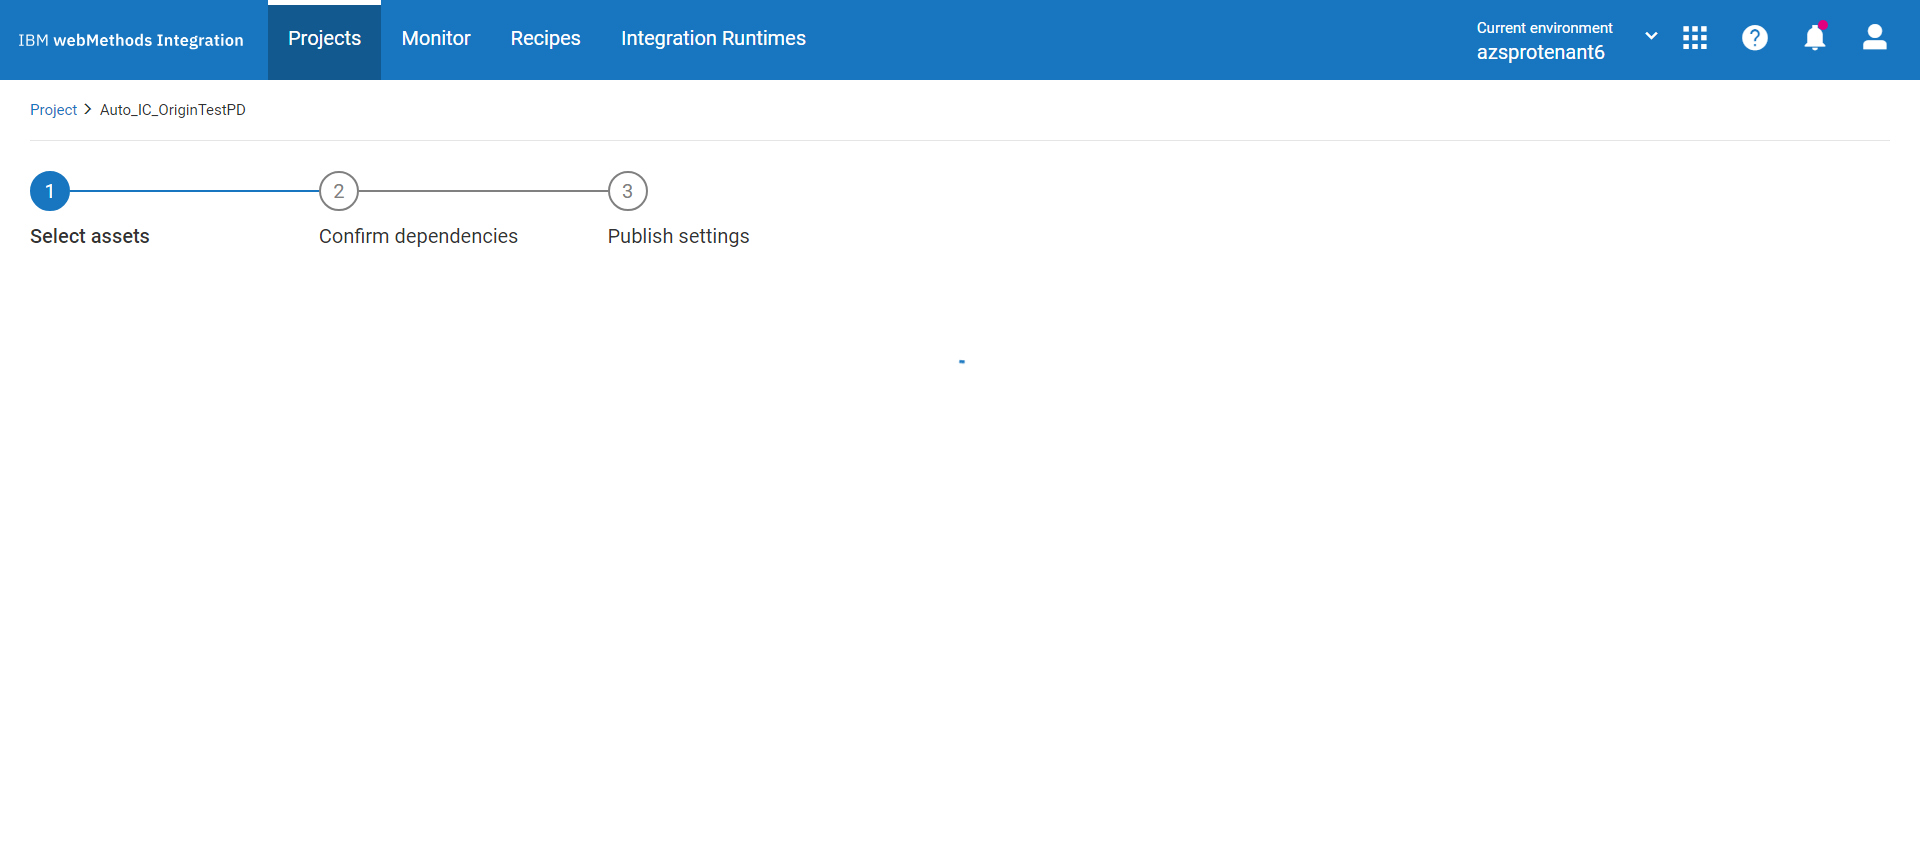 IBM webMethods Integration
Projects
Monitor
Recipes
Integration Runtimes
Current environment
azsprotenant6
Project > Auto_IC_OriginTestPD
1
2
3
Select assets
Confirm dependencies
Publish settings